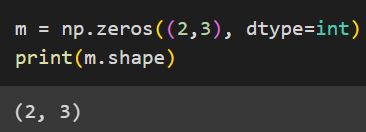 m = np.zeros((2,3), dtype=int)
print(m.shape)
(2, 3)